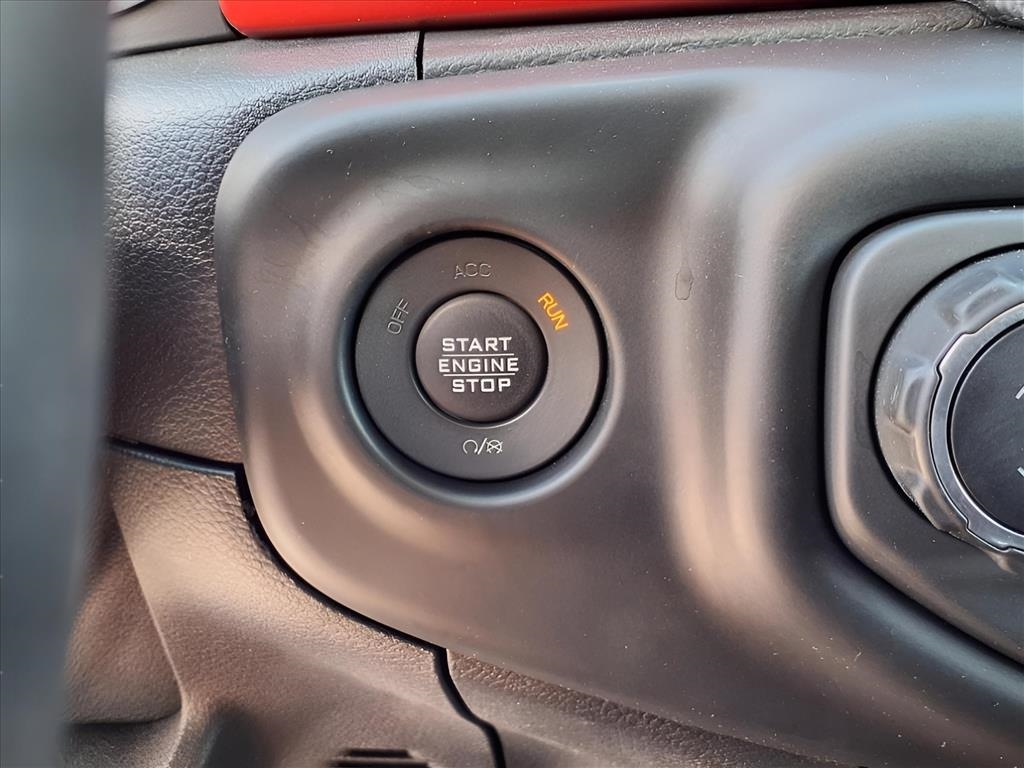 ACC
OFF
RUN
START
ENGINE
STOP